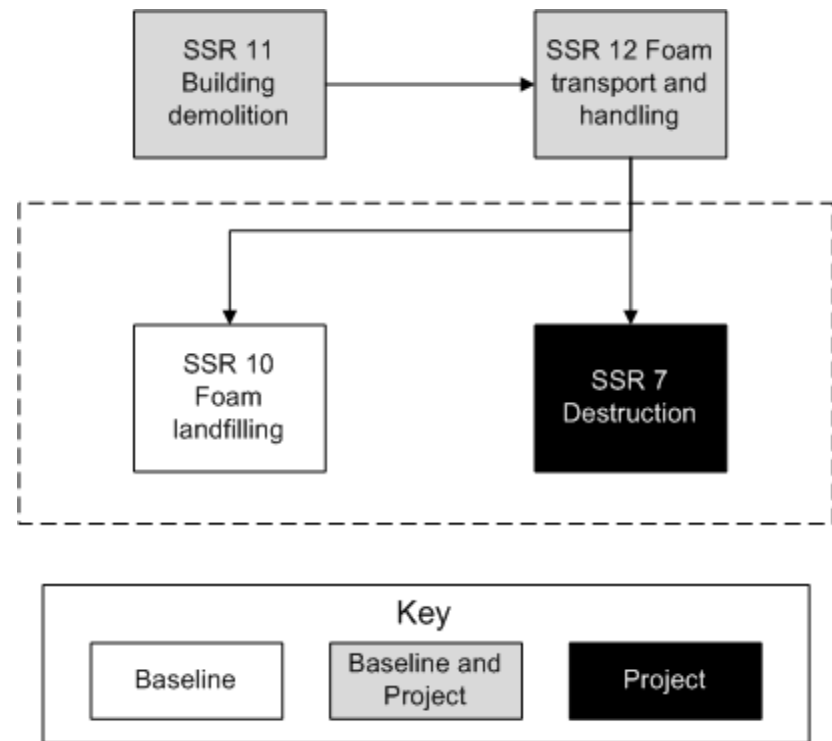 SSR 11
Building
demolition
SSR 12 Foam
transport and
handling
SSR 10
Foam
landfilling
SSR 7
Destruction
Key
Baseline
Baseline and
Project
Project